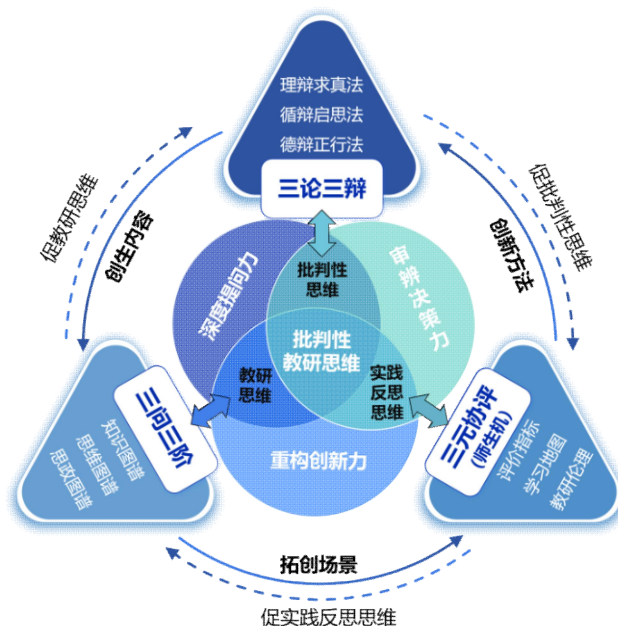 理辩求真法
循辩启思法
德辩正行法
三论三辩
促教研思维
创生内容
促批判性思维
创新方法
深度提问力
批判性
思维
审辨决策力
批判性
教研思维
教研
思维
实践
反思
思维
重构创新力
三问三阶
知识图谱
思维图谱
思政图谱
三元协评
(师生机)
评价指标
学习地图
教研伦理
拓创场景
促实践反思思维